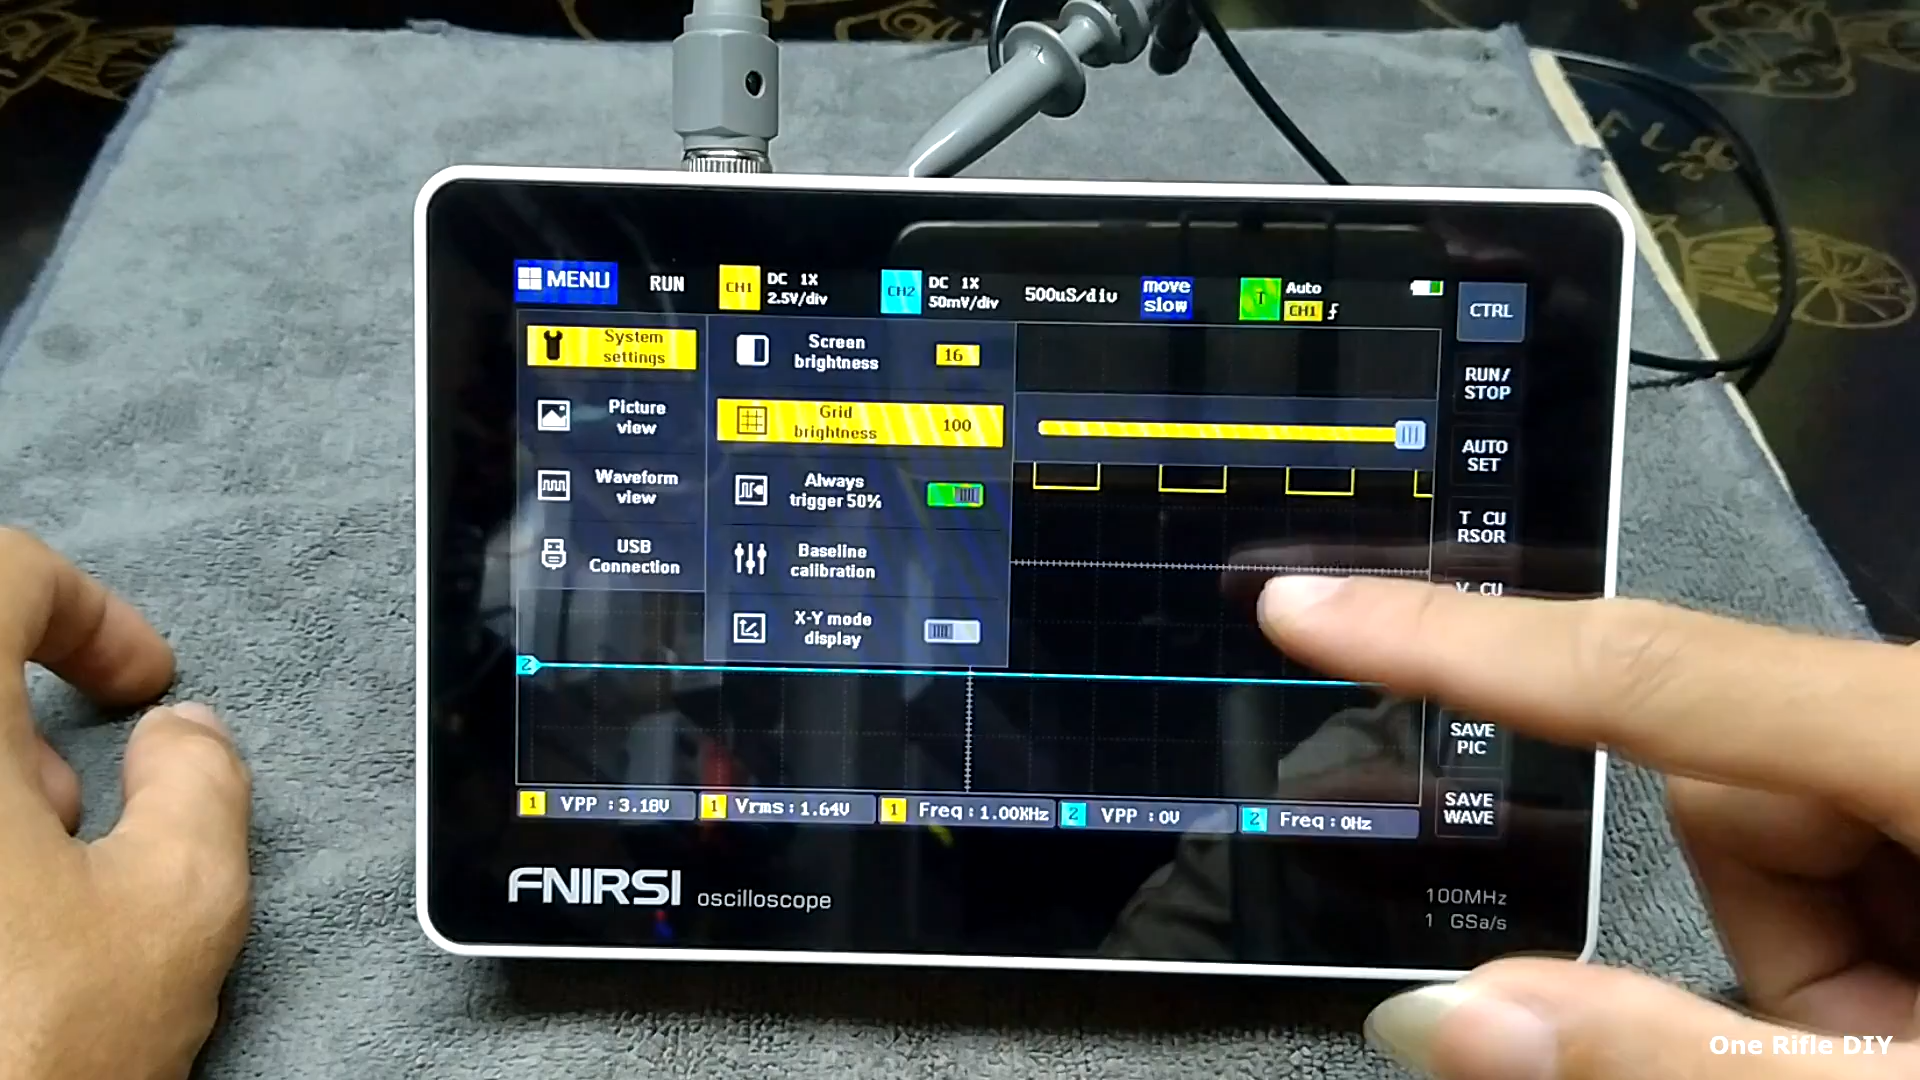 MENU
RUN
CH1
DC 1X
2.5V/div
CH2
DC 1X
50mV/div
500uS/div
move
slow
T
Auto
CH1
CTRL
System
settings
Picture
view
Waveform
view
USB
Connection
Screen
brightness
16
Grid
brightness
100
Always
trigger 50%
Baseline
calibration
X-Y mode
display
RUN/
STOP
AUTO
SET
T CU
RSOR
V CU
SAVE
PIC
SAVE
WAVE
2
1 VPP :3.18V
1 Vrms:1.64V
1 Freq:1.00KHz
2 VPP :0V
2 Freq:0Hz
FNIRSI oscilloscope
100MHz
1 GSa/s
One Rifle DIY